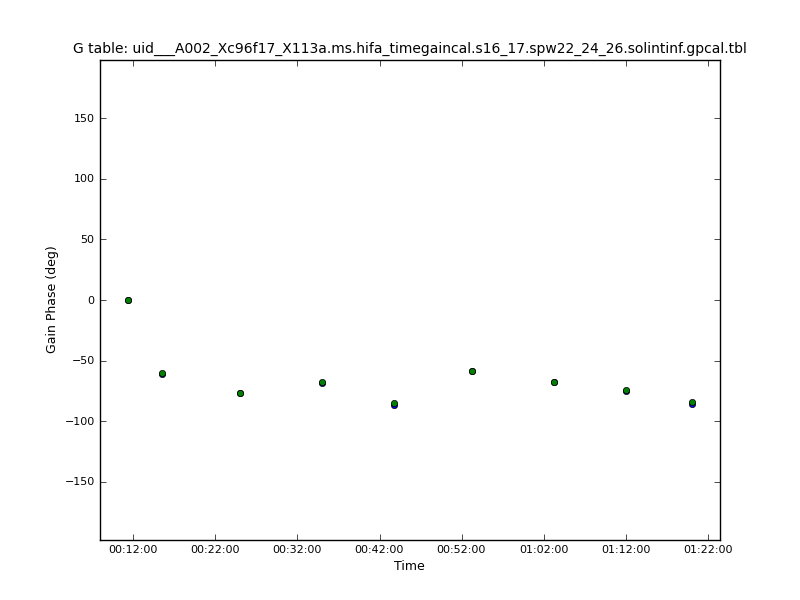 G table: uid___A002_Xc96f17_X113a.ms.hifa_timegaincal.s16_17.spw22_24_26.solintinf.gpcal.tbl
150
100
50
0
−50
−100
−150
Gain Phase (deg)
00:12:00 00:22:00 00:32:00 00:42:00 00:52:00 01:02:00 01:12:00 01:22:00
Time